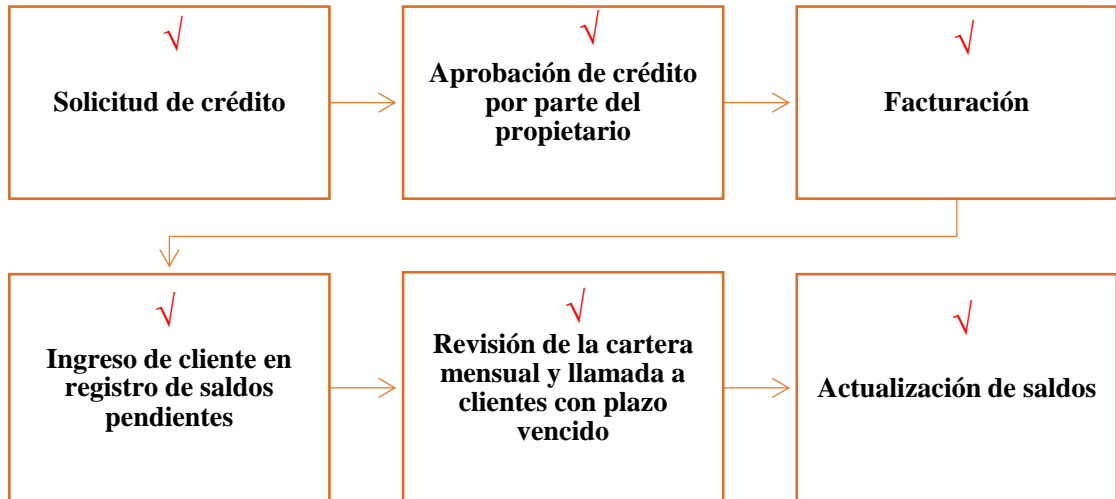 √
Solicitud de crédito
√
Aprobación de crédito
por parte del
propietario
√
Facturación
√
Ingreso de cliente en
registro de saldos
pendientes
√
Revisión de la cartera
mensual y llamada a
clientes con plazo
vencido
√
Actualización de saldos